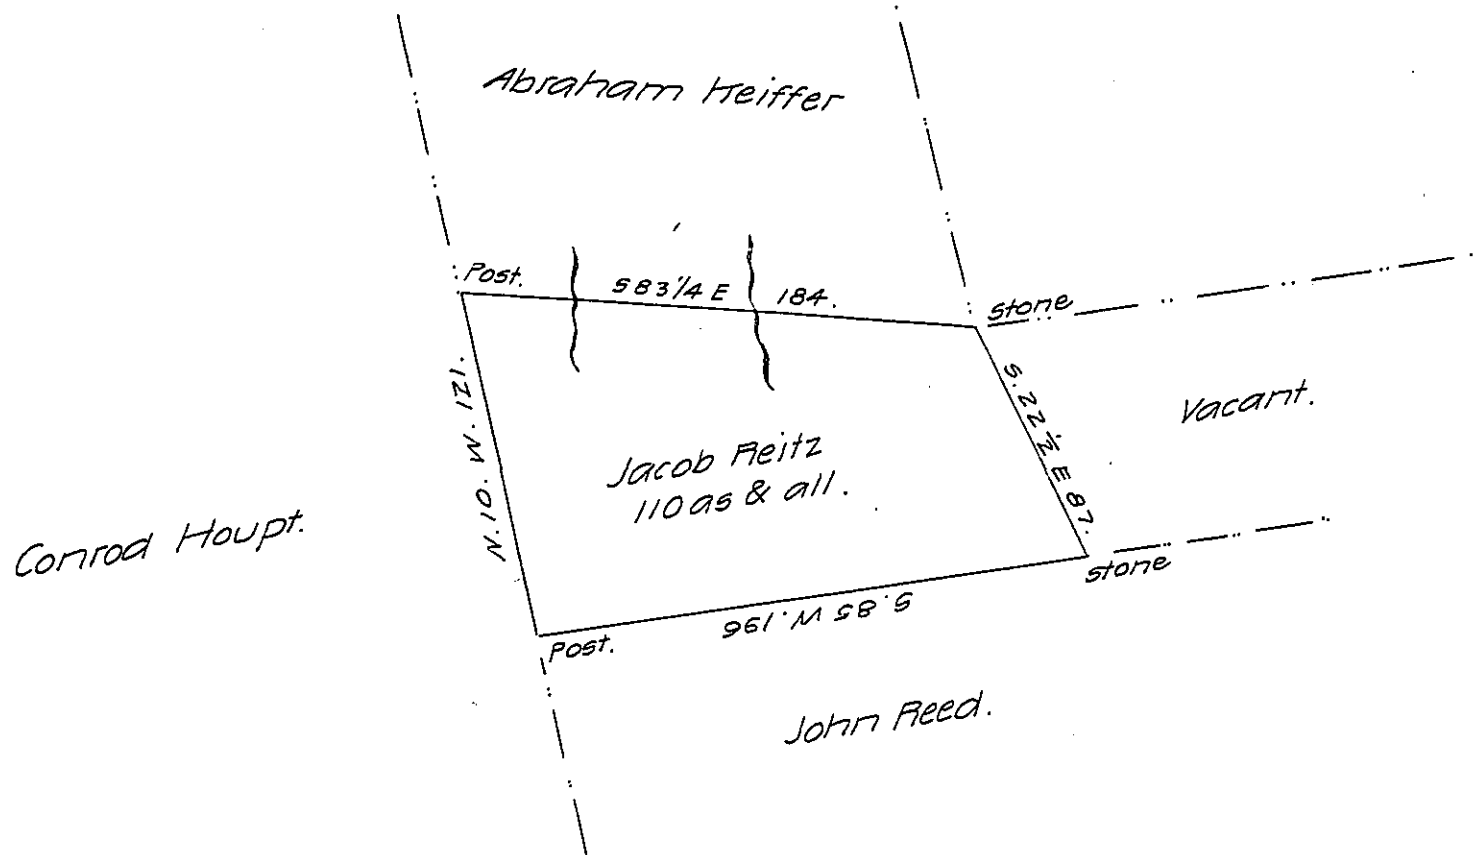 Abraham Keiffer
Post.
S 83 1/4 E 184.
Stone
N. 10. W. 121.
S. 22 1/2 E 87.
Vacant.
Jacob Reitz
110 as & all.
Conrod Houpt.
Stone
S. 85 W. 196
Post.
John Reed.